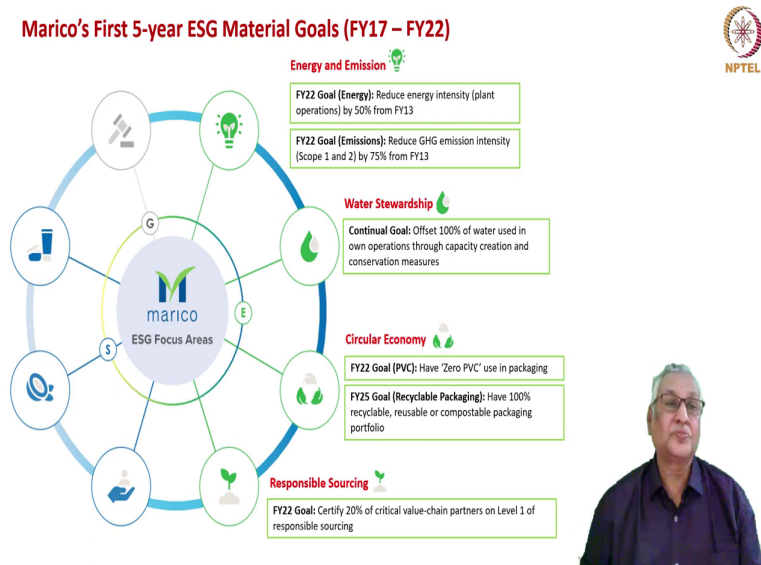 Marico's First 5-year ESG Material Goals (FY17 – FY22)
NPTEL
Energy and Emission
FY22 Goal (Energy): Reduce energy intensity (plant
operations) by 50% from FY13
FY22 Goal (Emissions): Reduce GHG emission intensity
(Scope 1 and 2) by 75% from FY13
Water Stewardship
Continual Goal: Offset 100% of water used in
own operations through capacity creation and
conservation measures
Circular Economy
FY22 Goal (PVC): Have 'Zero PVC' use in packaging
FY25 Goal (Recyclable Packaging): Have 100%
recyclable, reusable or compostable packaging
portfolio
Responsible Sourcing
FY22 Goal: Certify 20% of critical value-chain partners on Level 1 of
responsible sourcing
G
E
S
marico
ESG Focus Areas